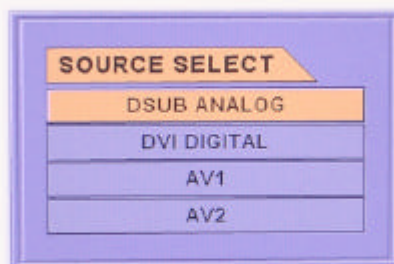 SOURCE SELECT
DSUB ANALOG
DVI DIGITAL
AV1
AV2